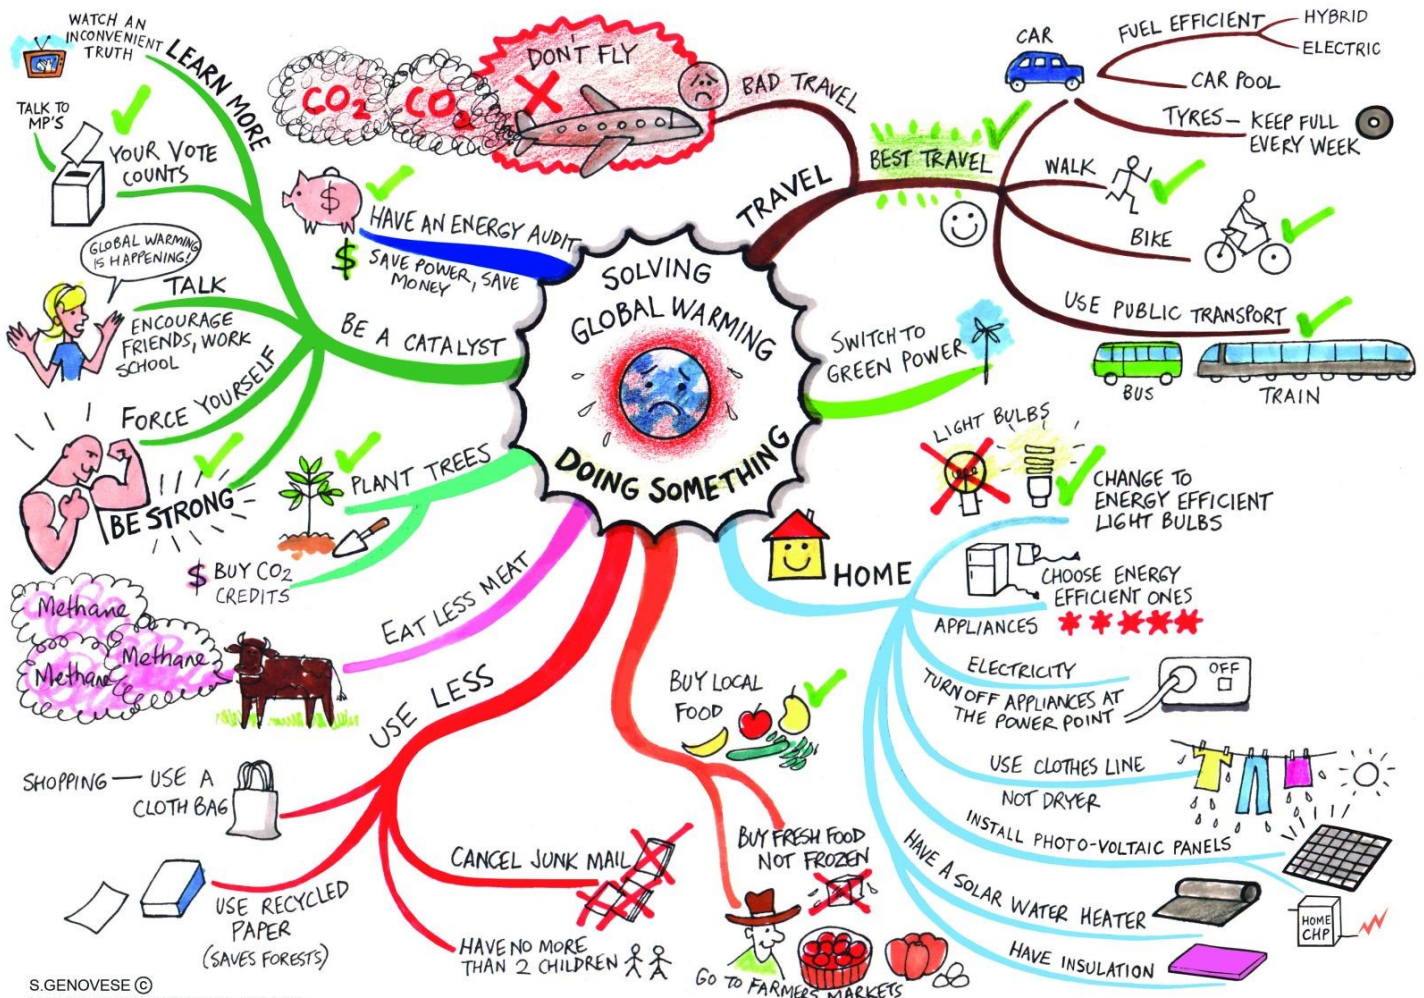 SOLVING
GLOBAL WARMING
DOING SOMETHING
WATCH AN
INCONVENIENT
TRUTH
LEARN MORE
TALK TO
MP'S
YOUR VOTE
COUNTS
GLOBAL WARMING
IS HAPPENING!
TALK
ENCOURAGE
FRIENDS, WORK
SCHOOL
BE A CATALYST
FORCE YOURSELF
BE STRONG
CO2
CO2
DON'T FLY
BAD TRAVEL
TRAVEL
BEST TRAVEL
CAR
FUEL EFFICIENT
HYBRID
ELECTRIC
CAR POOL
TYRES – KEEP FULL
EVERY WEEK
WALK
BIKE
USE PUBLIC TRANSPORT
BUS
TRAIN
$
HAVE AN ENERGY AUDIT
$ SAVE POWER, SAVE
MONEY
SWITCH TO
GREEN POWER
PLANT TREES
$ BUY CO2
CREDITS
EAT LESS MEAT
Methane
Methane
Methane
USE LESS
SHOPPING — USE A
CLOTH BAG
USE RECYCLED
PAPER
(SAVES FORESTS)
CANCEL JUNK MAIL
HAVE NO MORE
THAN 2 CHILDREN
BUY LOCAL
FOOD
BUY FRESH FOOD
NOT FROZEN
GO TO FARMERS MARKETS
HOME
LIGHT BULBS
CHANGE TO
ENERGY EFFICIENT
LIGHT BULBS
CHOOSE ENERGY
EFFICIENT ONES
APPLIANCES
ELECTRICITY
TURN OFF APPLIANCES AT
THE POWER POINT
OFF
USE CLOTHES LINE
NOT DRYER
INSTALL PHOTO-VOLTAIC PANELS
HOME
CHP
HAVE A SOLAR WATER HEATER
HAVE INSULATION
S.GENOVESE ©